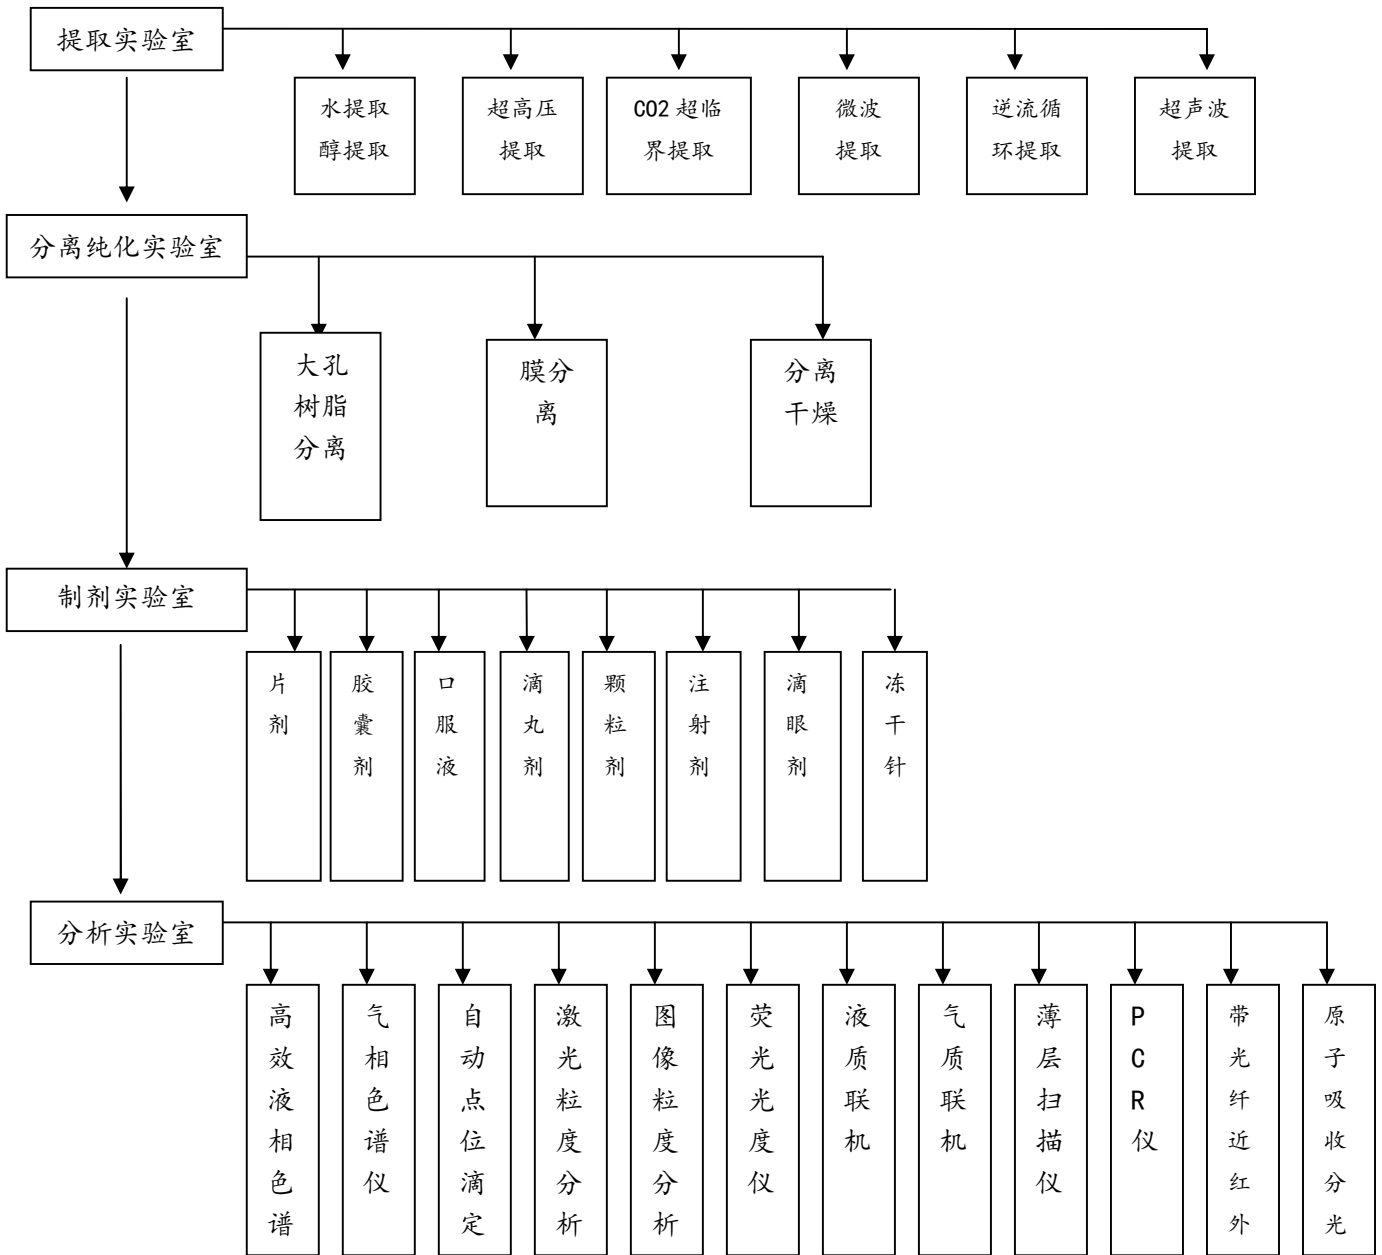 提取实验室
水提取
醇提取
超高压
提取
CO2 超临
界提取
微波
提取
逆流循
环提取
超声波
提取
分离纯化实验室
大孔
树脂
分离
膜分
离
分离
干燥
制剂实验室
片剂
胶囊剂
口服液
滴丸剂
颗粒剂
注射剂
滴眼剂
冻干针
分析实验室
高效液相色谱
气相色谱仪
自动点位滴定
激光粒度分析
图像粒度分析
荧光光度仪
液质联机
气质联机
薄层扫描仪
PCR仪
带光纤近红外
原子吸收分光